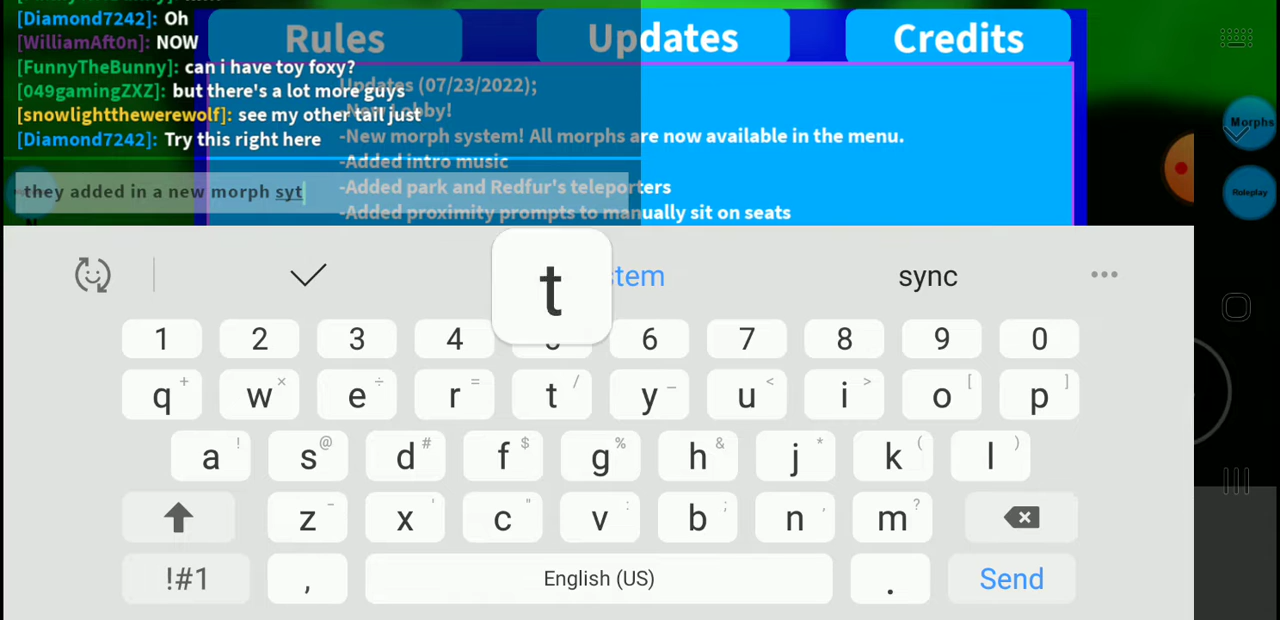 [Diamond7242]: Oh
[WilliamAft0n]: NOW
[FunnyTheBunny]: can i have toy foxy?
[049gamingZXZ]: but there's a lot more guys
[snowlightthewerewolf]: see my other tail just
[Diamond7242]: Try this right here
Rules
Updates
Credits
Updates (07/23/2022);
-New Lobby!
-New morph system! All morphs are now available in the menu.
-Added intro music
-Added park and Redfur's teleporters
-Added proximity prompts to manually sit on seats
they added in a new morph syt
Morphs
Roleplay
t
stem
sync
1 2 3 4 5 6 7 8 9 0
q + w × e ÷ r = t / y _ u < i > o [ p ]
a ! s @ d # f $ g % h & j * k ( l )
z - x ' c " v : b ; n , m ?
!#1 , English (US) . Send